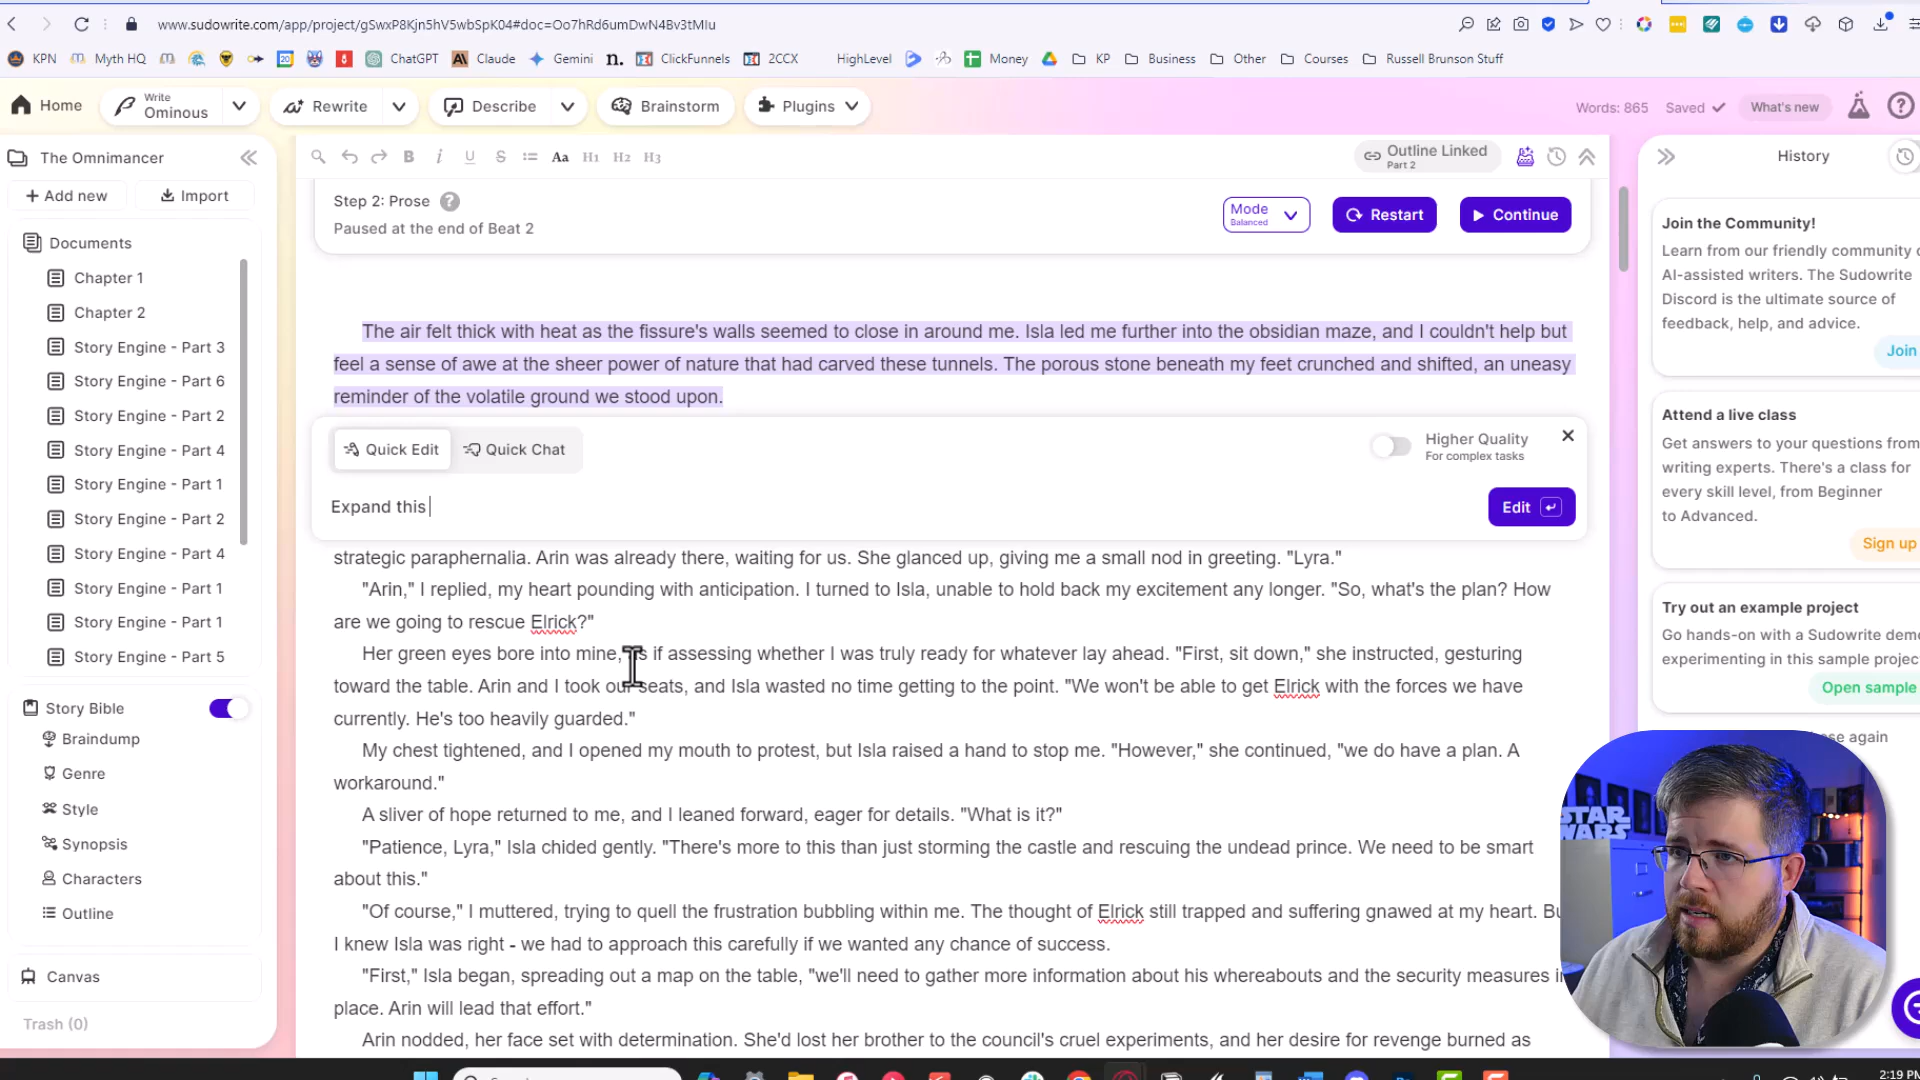 www.sudowrite.com/app/project/gSwxP8Kjn5hV5wbSpK04#doc=Oo7hRd6umDwN4Bv3tMIu
KPN Myth HQ ChatGPT Claude Gemini n. ClickFunnels 2CCX HighLevel Money KP Business Other Courses Russell Brunson Stuff
Home Write Ominous Rewrite Describe Brainstorm Plugins Words: 865 Saved What's new
The Omnimancer
+ Add new Import
Documents
Chapter 1
Chapter 2
Story Engine - Part 3
Story Engine - Part 6
Story Engine - Part 2
Story Engine - Part 4
Story Engine - Part 1
Story Engine - Part 2
Story Engine - Part 4
Story Engine - Part 1
Story Engine - Part 1
Story Engine - Part 5
Story Bible
Braindump
Genre
Style
Synopsis
Characters
Outline
Canvas
Trash (0)
B i U S Aa H1 H2 H3
Outline Linked
Part 2
Step 2: Prose ?
Paused at the end of Beat 2
Mode
Balanced
Restart
Continue
The air felt thick with heat as the fissure's walls seemed to close in around me. Isla led me further into the obsidian maze, and I couldn't help but
feel a sense of awe at the sheer power of nature that had carved these tunnels. The porous stone beneath my feet crunched and shifted, an uneasy
reminder of the volatile ground we stood upon.
Quick Edit Quick Chat
Higher Quality
For complex tasks
Expand this
Edit
strategic paraphernalia. Arin was already there, waiting for us. She glanced up, giving me a small nod in greeting. "Lyra."
"Arin," I replied, my heart pounding with anticipation. I turned to Isla, unable to hold back my excitement any longer. "So, what's the plan? How
are we going to rescue Elrick?"
Her green eyes bore into mine, as if assessing whether I was truly ready for whatever lay ahead. "First, sit down," she instructed, gesturing
toward the table. Arin and I took our seats, and Isla wasted no time getting to the point. "We won't be able to get Elrick with the forces we have
currently. He's too heavily guarded."
My chest tightened, and I opened my mouth to protest, but Isla raised a hand to stop me. "However," she continued, "we do have a plan. A
workaround."
A sliver of hope returned to me, and I leaned forward, eager for details. "What is it?"
"Patience, Lyra," Isla chided gently. "There's more to this than just storming the castle and rescuing the undead prince. We need to be smart
about this."
"Of course," I muttered, trying to quell the frustration bubbling within me. The thought of Elrick still trapped and suffering gnawed at my heart.
I knew Isla was right - we had to approach this carefully if we wanted any chance of success.
"First," Isla began, spreading out a map on the table, "we'll need to gather more information about his whereabouts and the security measures
place. Arin will lead that effort."
Arin nodded, her face set with determination. She'd lost her brother to the council's cruel experiments, and her desire for revenge burned as
History
Join the Community!
Learn from our friendly community
AI-assisted writers. The Sudowrite
Discord is the ultimate source of
feedback, help, and advice.
Join
Attend a live class
Get answers to your questions from
writing experts. There's a class for
every skill level, from Beginner
to Advanced.
Sign up
Try out an example project
Go hands-on with a Sudowrite
experimenting in this sample
Open sample
again
STAR
WARS
2:19 PM